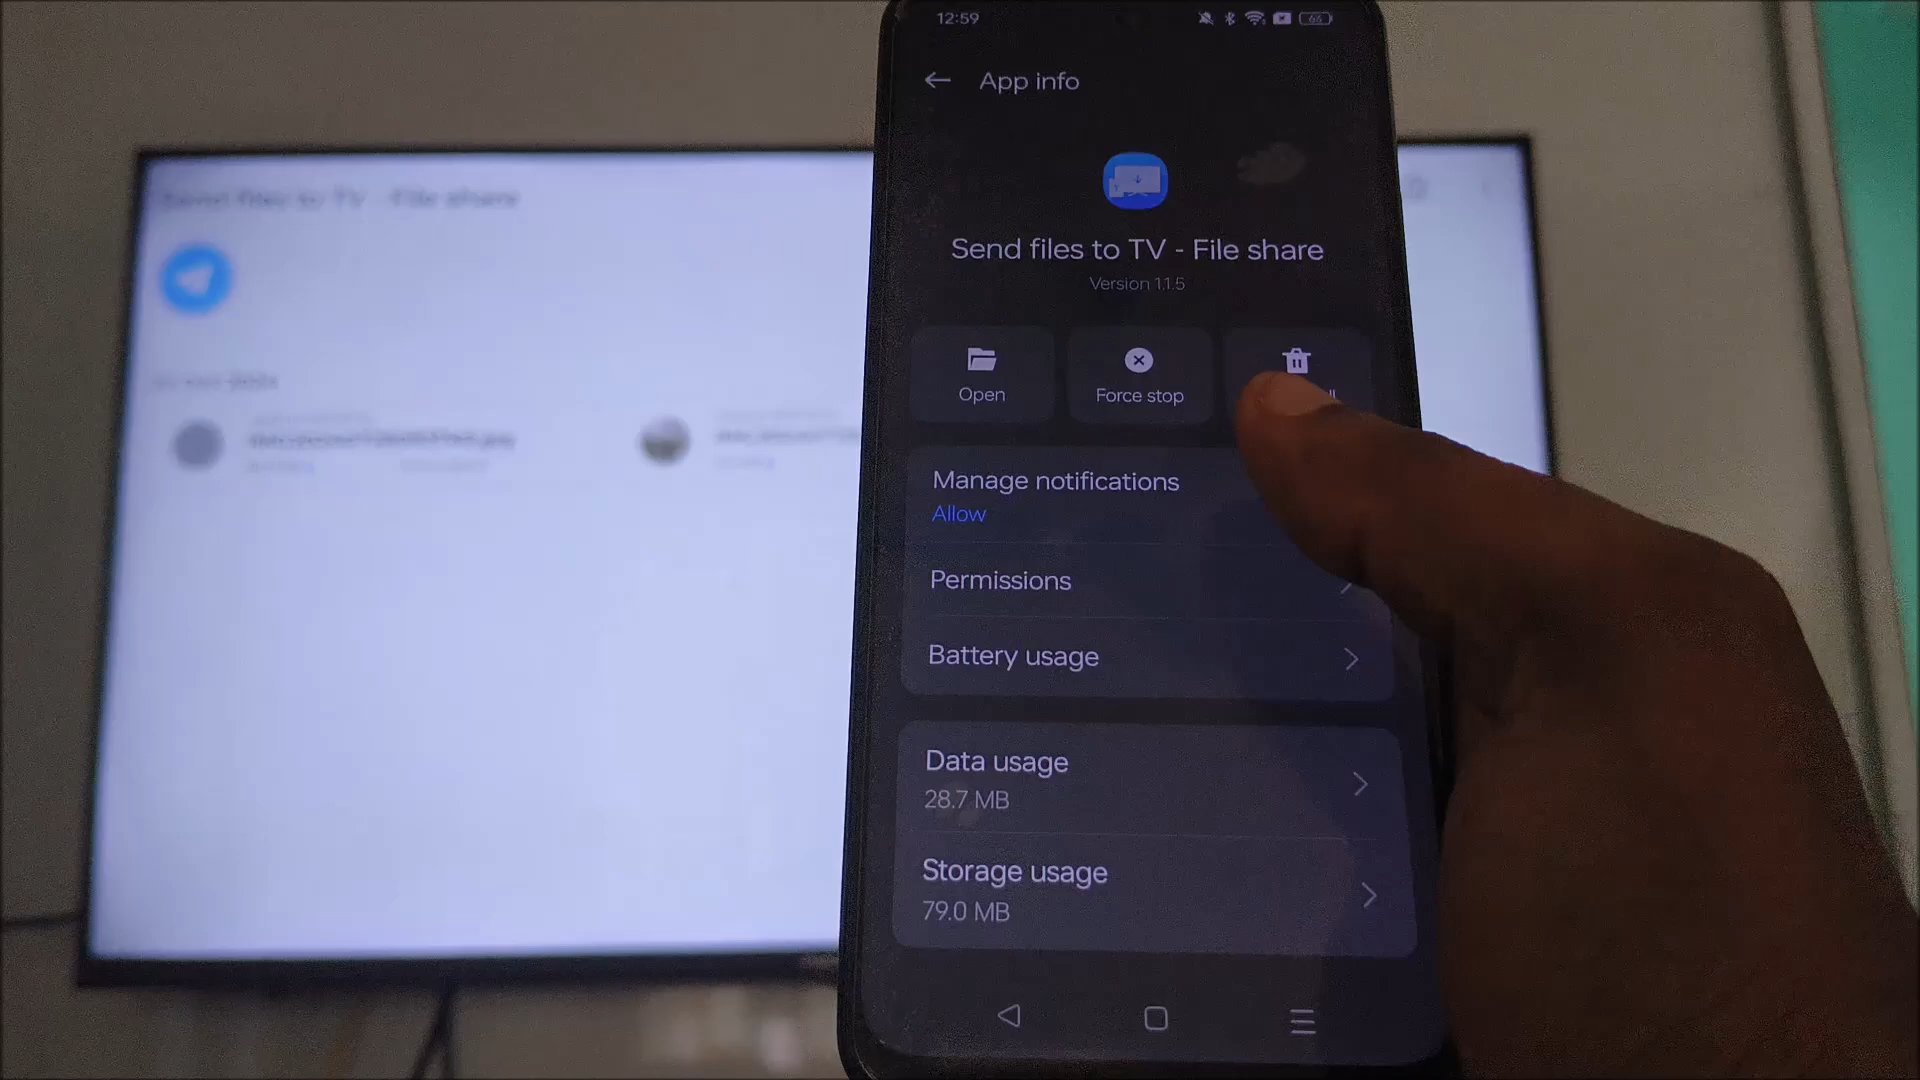 12:59
64
App info
Send files to TV - File share
Send files to TV - File share
Version 1.1.5
Open
Force stop
Manage notifications
Allow
Permissions
Battery usage
Data usage
28.7 MB
Storage usage
79.0 MB